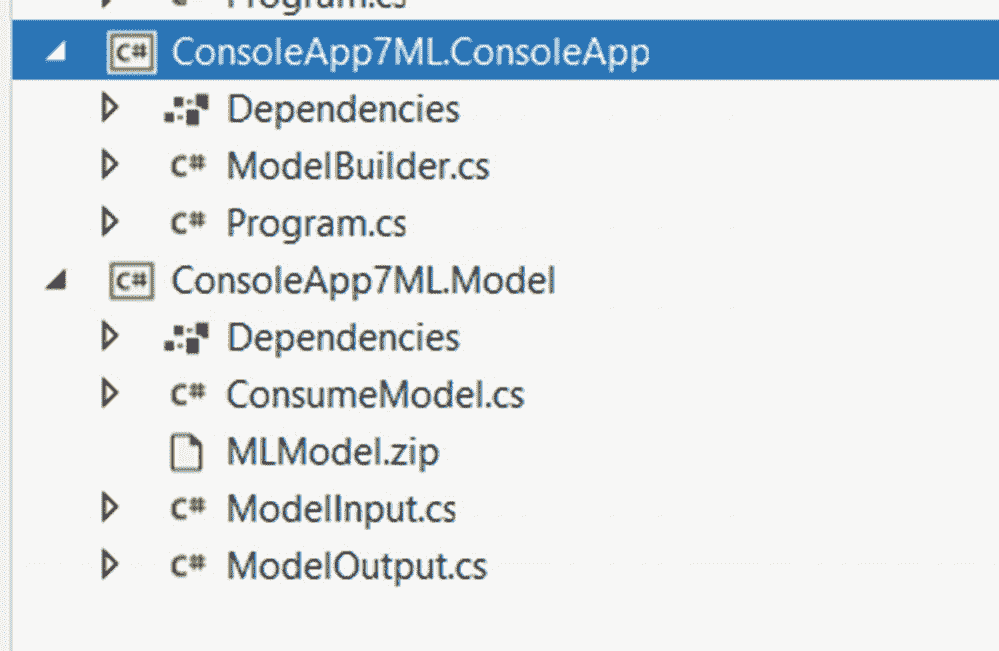 Program.cs
C# ConsoleApp7ML.ConsoleApp
Dependencies
C# ModelBuilder.cs
C# Program.cs
C# ConsoleApp7ML.Model
Dependencies
C# ConsumeModel.cs
MLModel.zip
C# ModelInput.cs
C# ModelOutput.cs